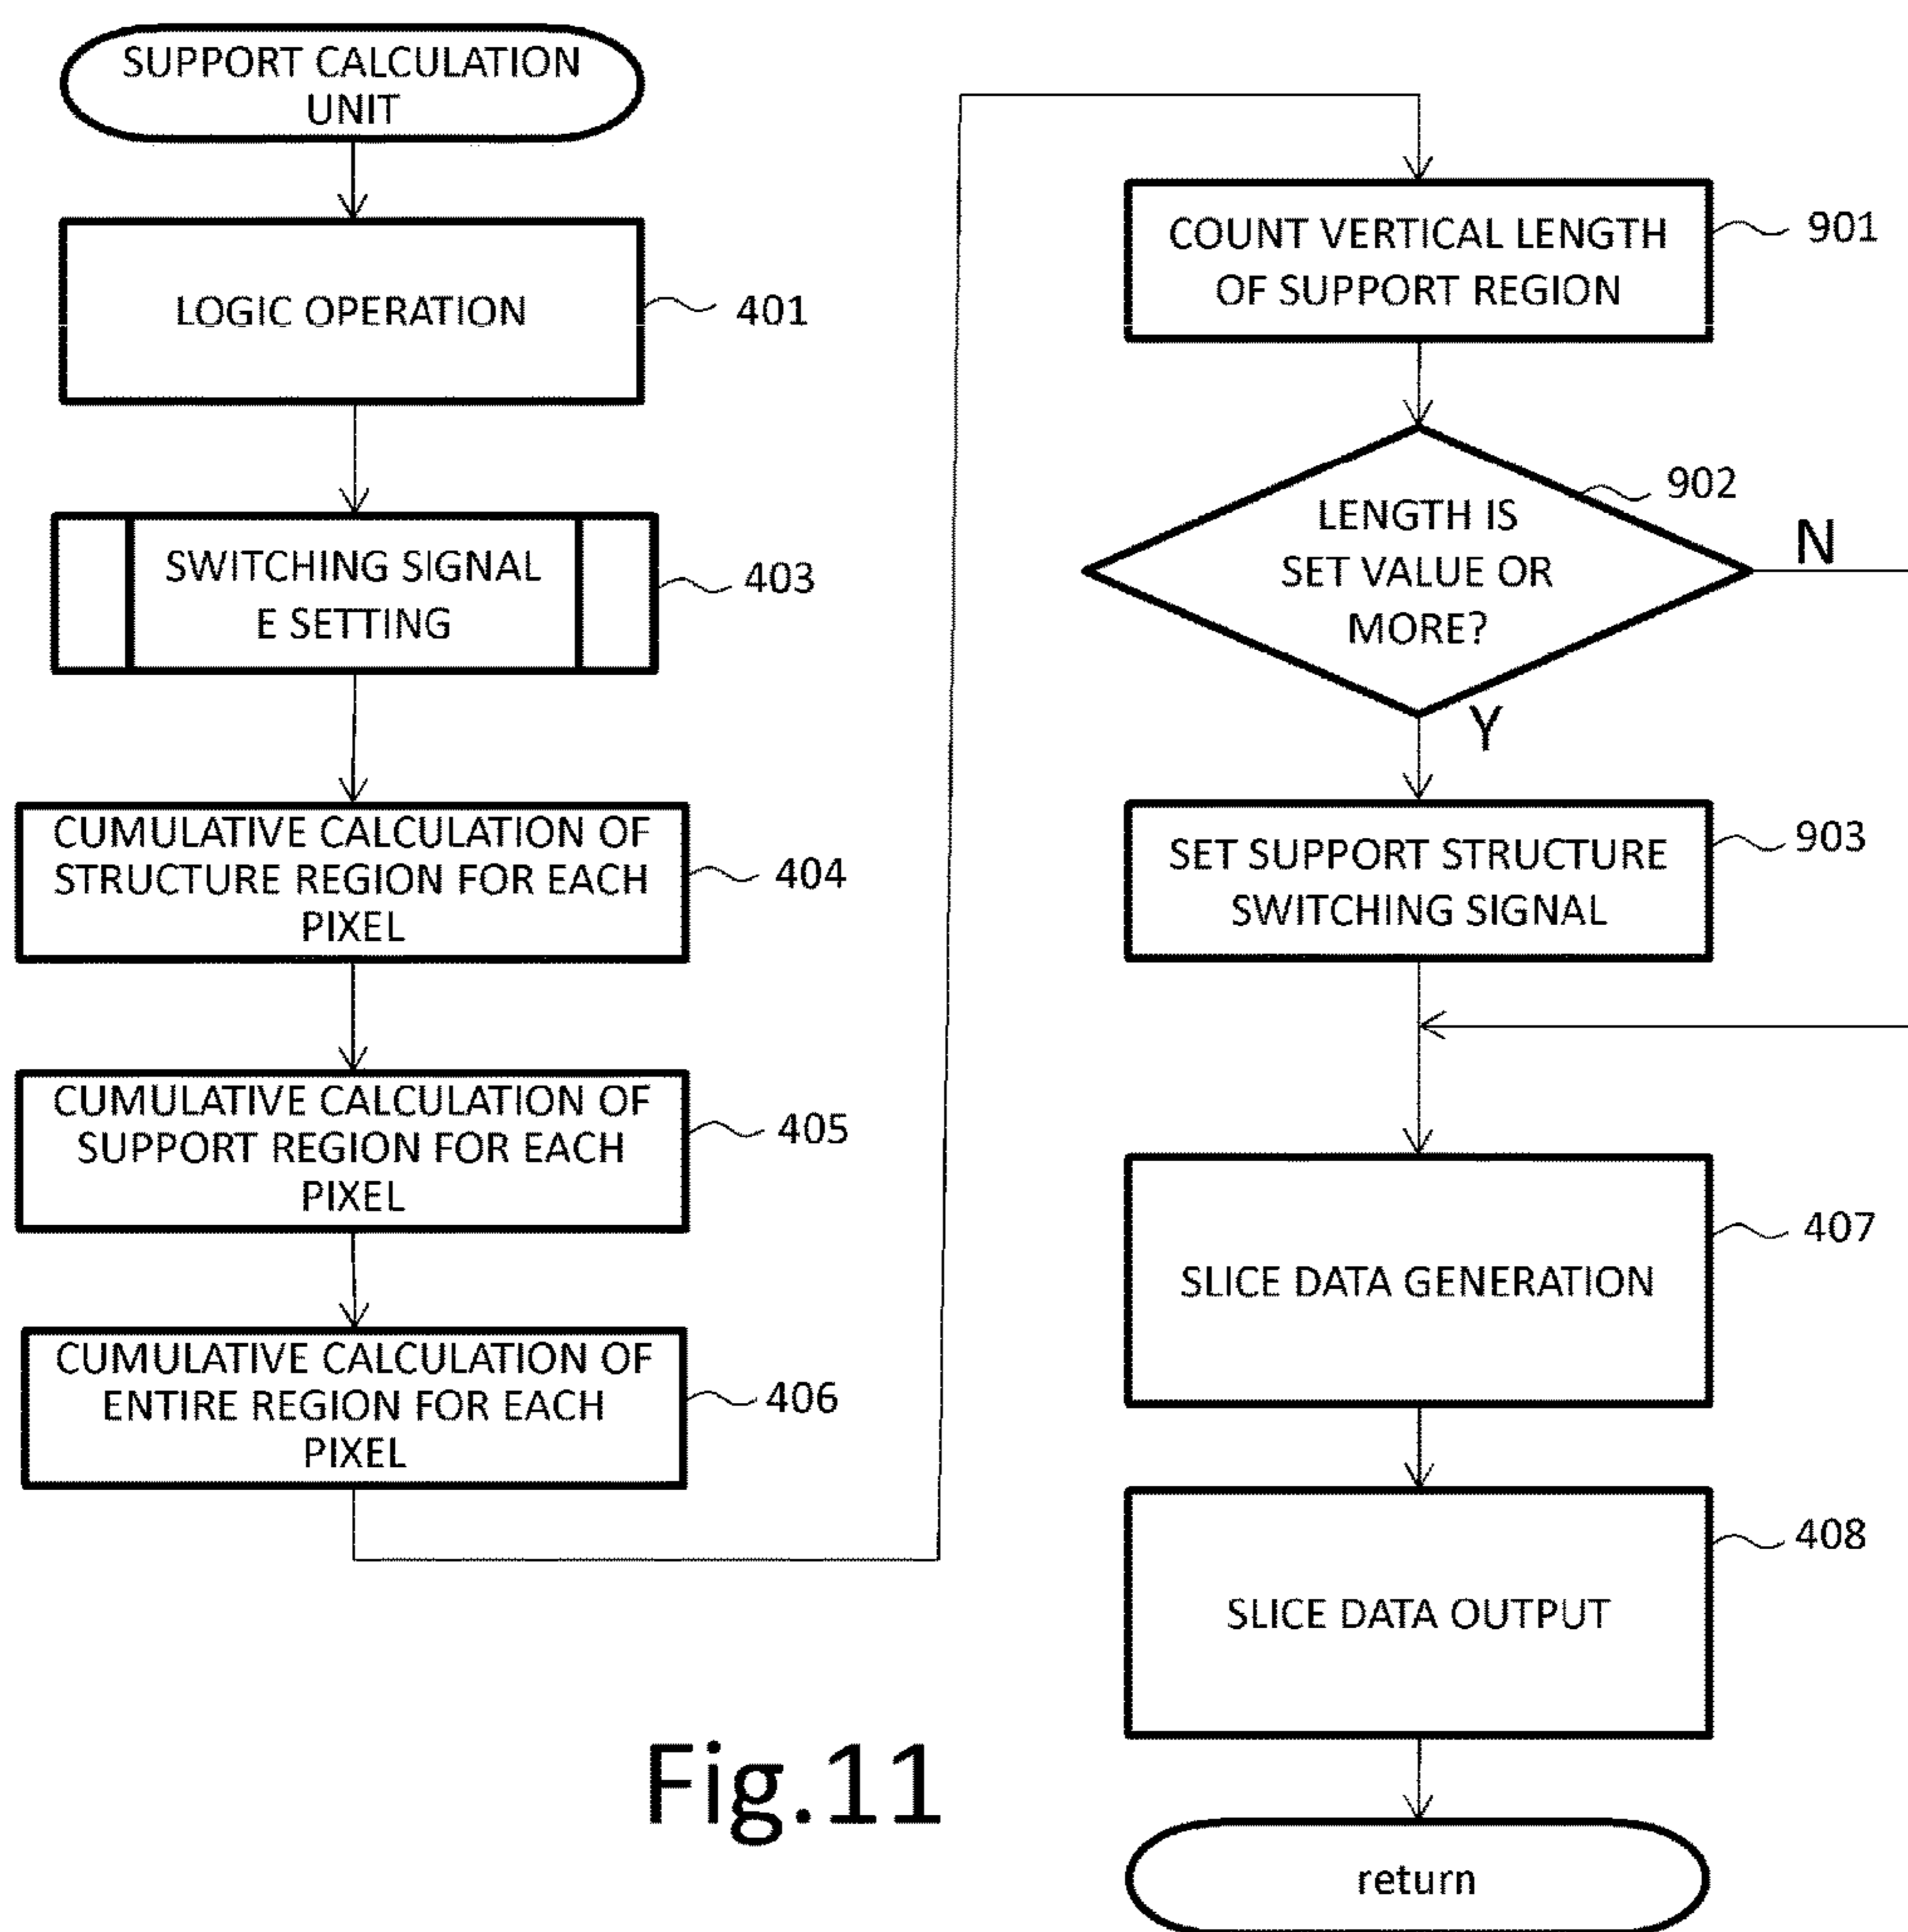 SUPPORT CALCULATION
UNIT
LOGIC OPERATION
401
SWITCHING SIGNAL
E SETTING
403
CUMULATIVE CALCULATION OF
STRUCTURE REGION FOR EACH
PIXEL
404
CUMULATIVE CALCULATION OF
SUPPORT REGION FOR EACH
PIXEL
405
CUMULATIVE CALCULATION OF
ENTIRE REGION FOR EACH
PIXEL
406
COUNT VERTICAL LENGTH
OF SUPPORT REGION
901
LENGTH IS
SET VALUE OR
MORE?
902
N
Y
SET SUPPORT STRUCTURE
SWITCHING SIGNAL
903
SLICE DATA GENERATION
407
SLICE DATA OUTPUT
408
return
Fig.11